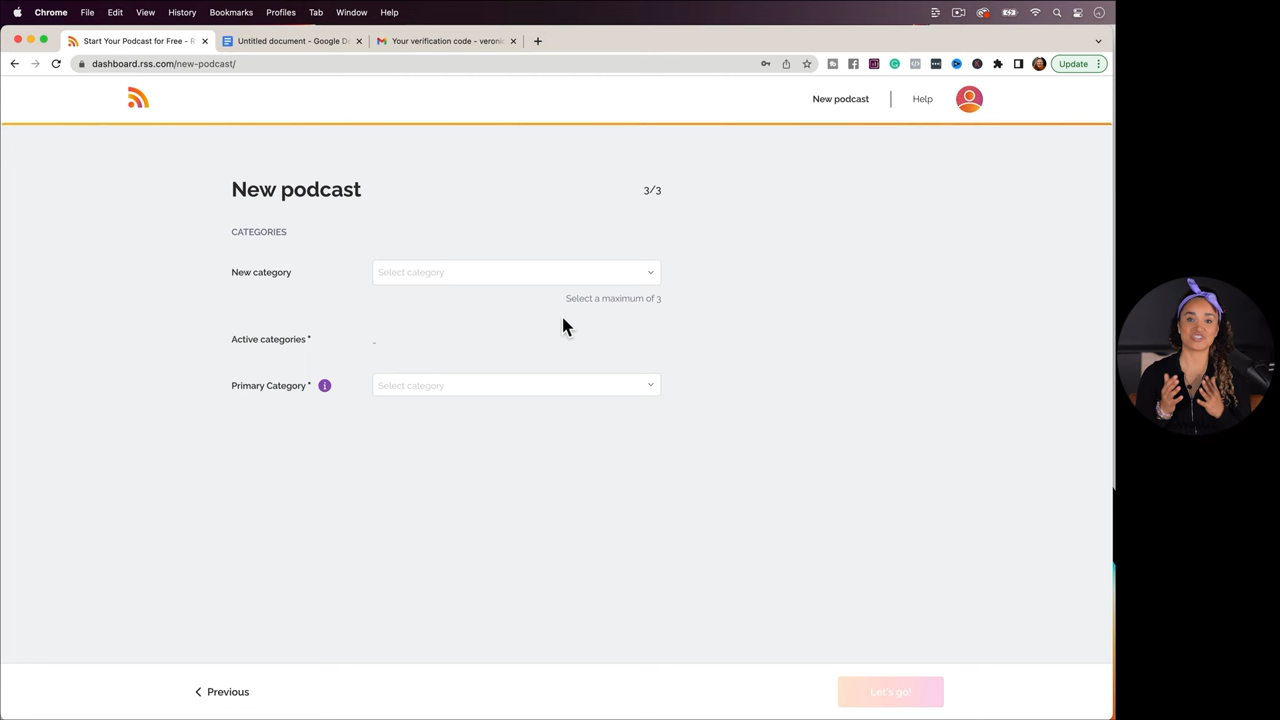 Chrome File Edit View History Bookmarks Profiles Tab Window Help
Start Your Podcast for Free - R
Untitled document - Google D
Your verification code - veronic
dashboard.rss.com/new-podcast/
Update
New podcast
Help
New podcast
3/3
CATEGORIES
New category
Select category
Select a maximum of 3
Active categories *
-
Primary Category *
i
Select category
Previous
Let's go!